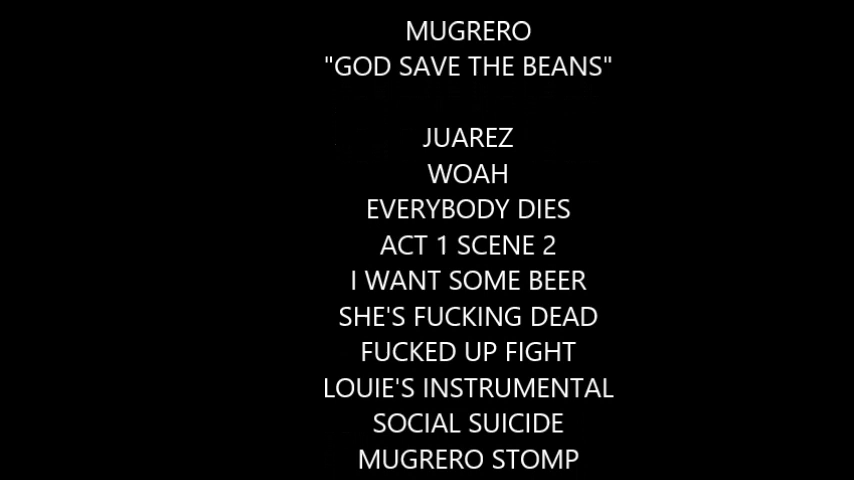 MUGRERO
"GOD SAVE THE BEANS"
JUAREZ
WOAH
EVERYBODY DIES
ACT 1 SCENE 2
I WANT SOME BEER
SHE'S FUCKING DEAD
FUCKED UP FIGHT
LOUIE'S INSTRUMENTAL
SOCIAL SUICIDE
MUGRERO STOMP